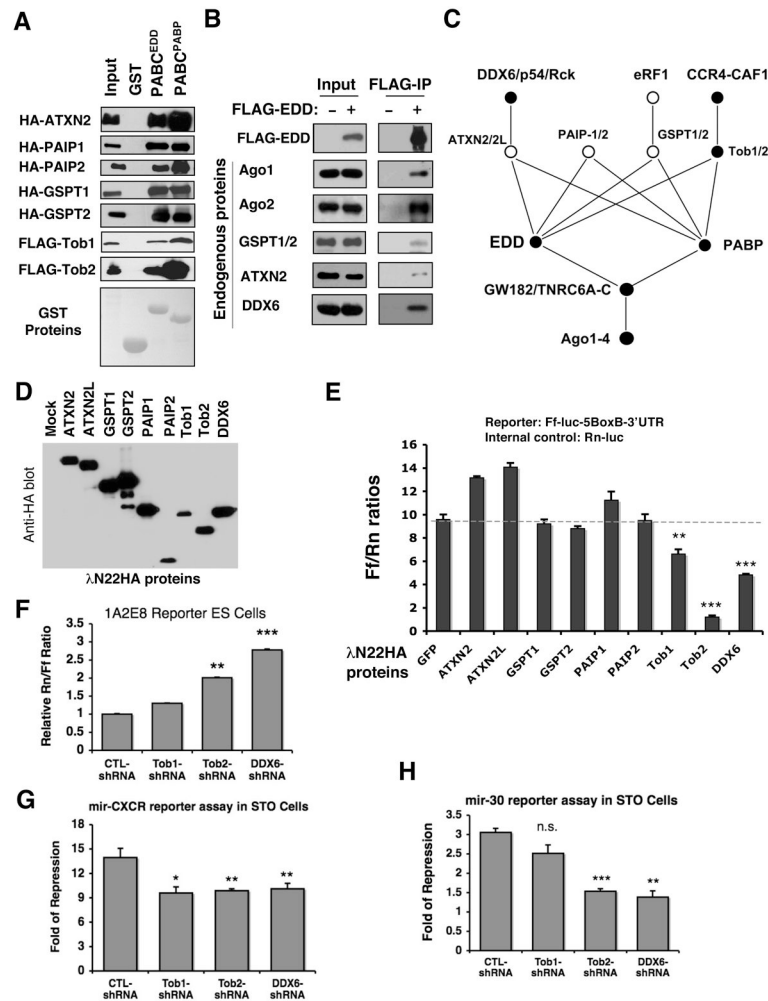 A
Input
GST
PABC^EDD
PABC^PABP
HA-ATXN2
HA-PAIP1
HA-PAIP2
HA-GSPT1
HA-GSPT2
FLAG-Tob1
FLAG-Tob2
GST
Proteins
B
Input
FLAG-IP
FLAG-EDD:
– + – +
FLAG-EDD
Endogenous proteins
Ago1
Ago2
GSPT1/2
ATXN2
DDX6
C
DDX6/p54/Rck
eRF1
CCR4-CAF1
ATXN2/2L
PAIP-1/2
GSPT1/2
Tob1/2
EDD
PABP
GW182/TNRC6A-C
Ago1-4
D
Mock
ATXN2
ATXN2L
GSPT1
GSPT2
PAIP1
PAIP2
Tob1
Tob2
DDX6
Anti-HA blot
λN22HA proteins
E
Reporter: Ff-luc-5BoxB-3'UTR
Internal control: Rn-luc
Ff/Rn ratios
16
14
12
10
8
6
4
2
0
**
***
***
λN22HA
proteins
GFP
ATXN2
ATXN2L
GSPT1
GSPT2
PAIP1
PAIP2
Tob1
Tob2
DDX6
F
1A2E8 Reporter ES Cells
Relative Rn/Ff Ratio
3.5
3
2.5
2
1.5
1
0.5
0
**
***
CTL-
shRNA
Tob1-
shRNA
Tob2-
shRNA
DDX6-
shRNA
G
mir-CXCR reporter assay in STO Cells
Fold of Repression
18
15
12
9
6
3
0
*
**
**
CTL-
shRNA
Tob1-
shRNA
Tob2-
shRNA
DDX6-
shRNA
H
mir-30 reporter assay in STO Cells
Fold of Repression
3.5
3
2.5
2
1.5
1
0.5
0
n.s.
***
**
CTL-
shRNA
Tob1-
shRNA
Tob2-
shRNA
DDX6-
shRNA